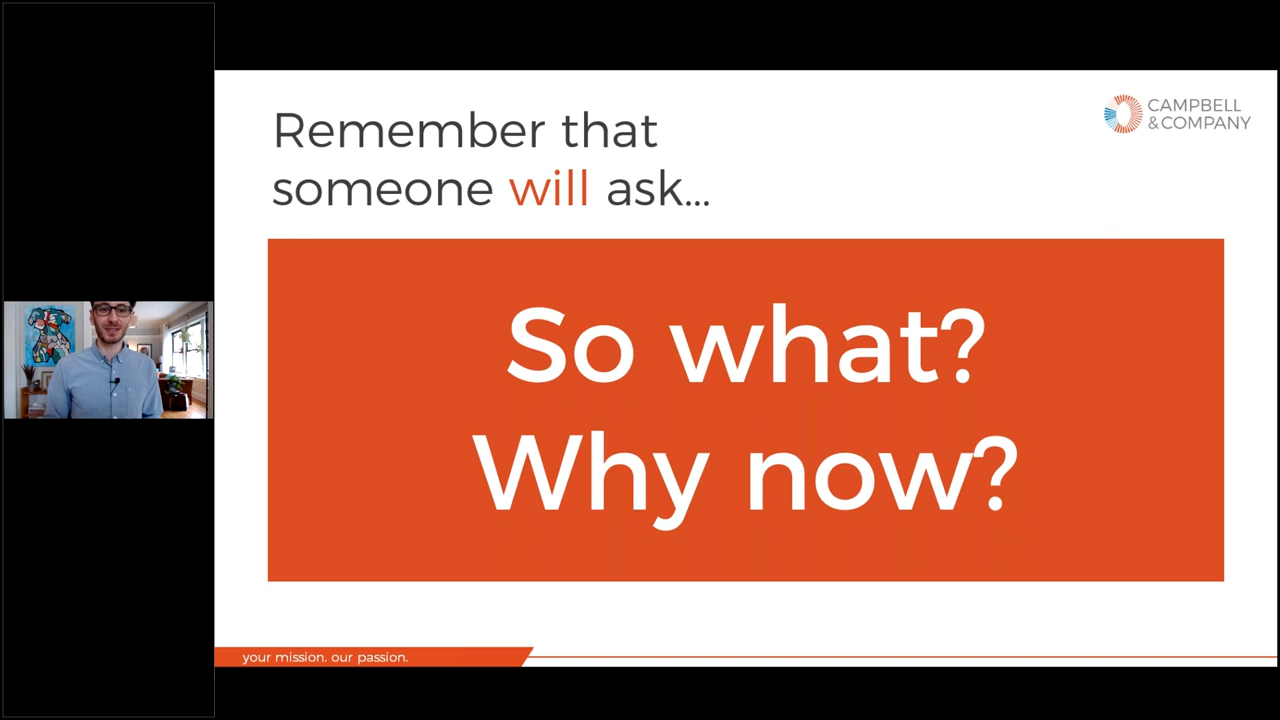 Remember that
someone will ask...
CAMPBELL
&COMPANY
So what?
Why now?
your mission. our passion.